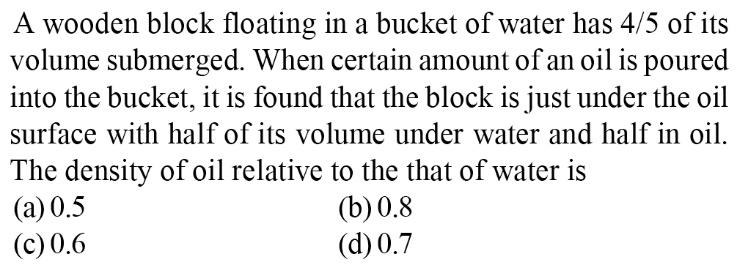 A wooden block floating in a bucket of water has 4/5 of its
volume submerged. When certain amount of an oil is poured
into the bucket, it is found that the block is just under the oil
surface with half of its volume under water and half in oil.
The density of oil relative to the that of water is
(a) 0.5 (b) 0.8
(c) 0.6 (d) 0.7